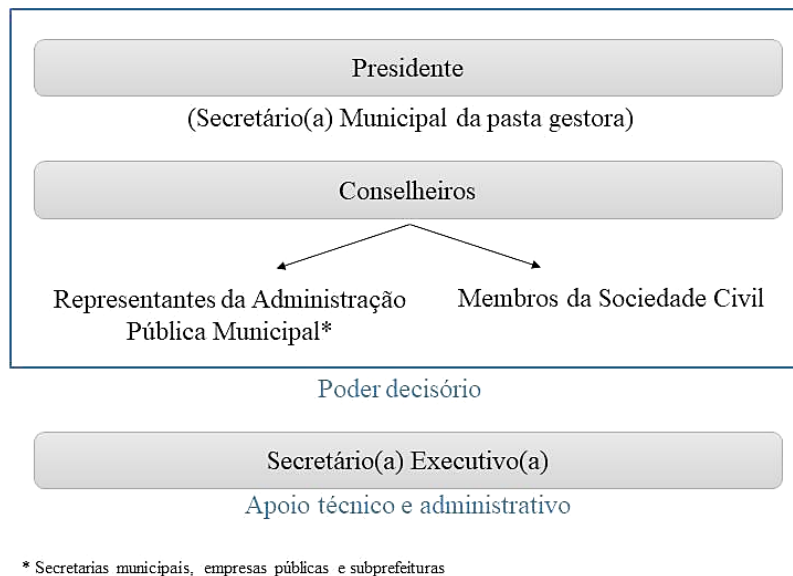 Presidente
(Secretário(a) Municipal da pasta gestora)
Conselheiros
Representantes da Administração
Pública Municipal*
Membros da Sociedade Civil
Poder decisório
Secretário(a) Executivo(a)
Apoio técnico e administrativo
* Secretarias municipais, empresas públicas e subprefeituras